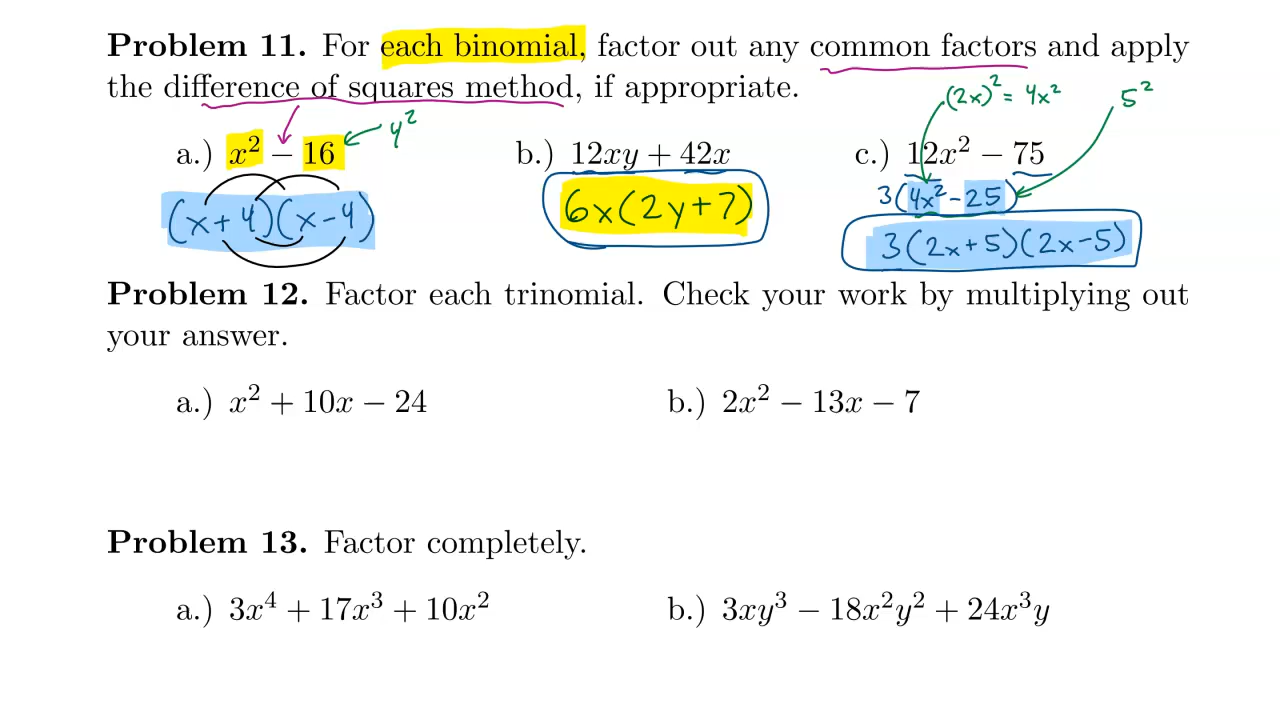 Problem 11. For each binomial, factor out any common factors and apply
the difference of squares method, if appropriate.
(2x)² = 4x² 5²
y²
a.) x² − 16 b.) 12xy + 42x c.) 12x² − 75
3(4x² - 25)
(x+4)(x-4) 6x(2y+7)
3(2x+5)(2x-5)
Problem 12. Factor each trinomial. Check your work by multiplying out
your answer.
a.) x² + 10x − 24 b.) 2x² − 13x − 7
Problem 13. Factor completely.
a.) 3x⁴ + 17x³ + 10x² b.) 3xy³ − 18x²y² + 24x³y